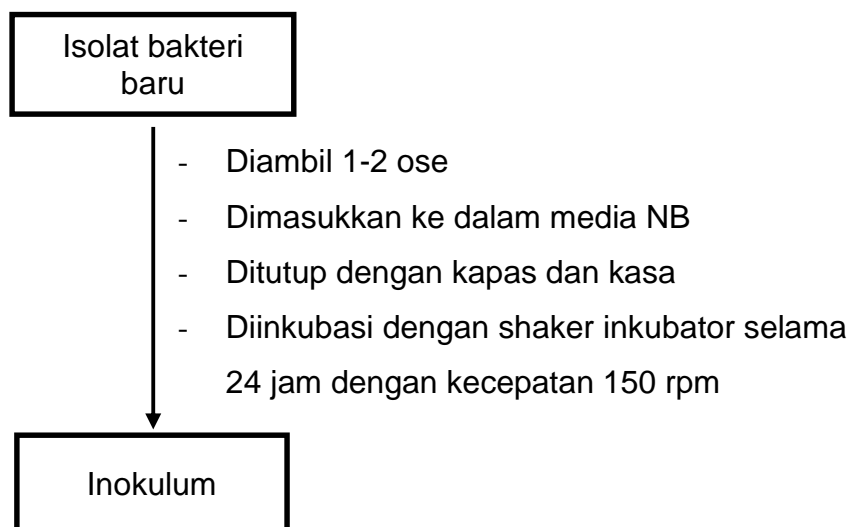 Isolat bakteri
baru
- Diambil 1-2 ose
- Dimasukkan ke dalam media NB
- Ditutup dengan kapas dan kasa
- Diinkubasi dengan shaker inkubator selama
24 jam dengan kecepatan 150 rpm
Inokulum